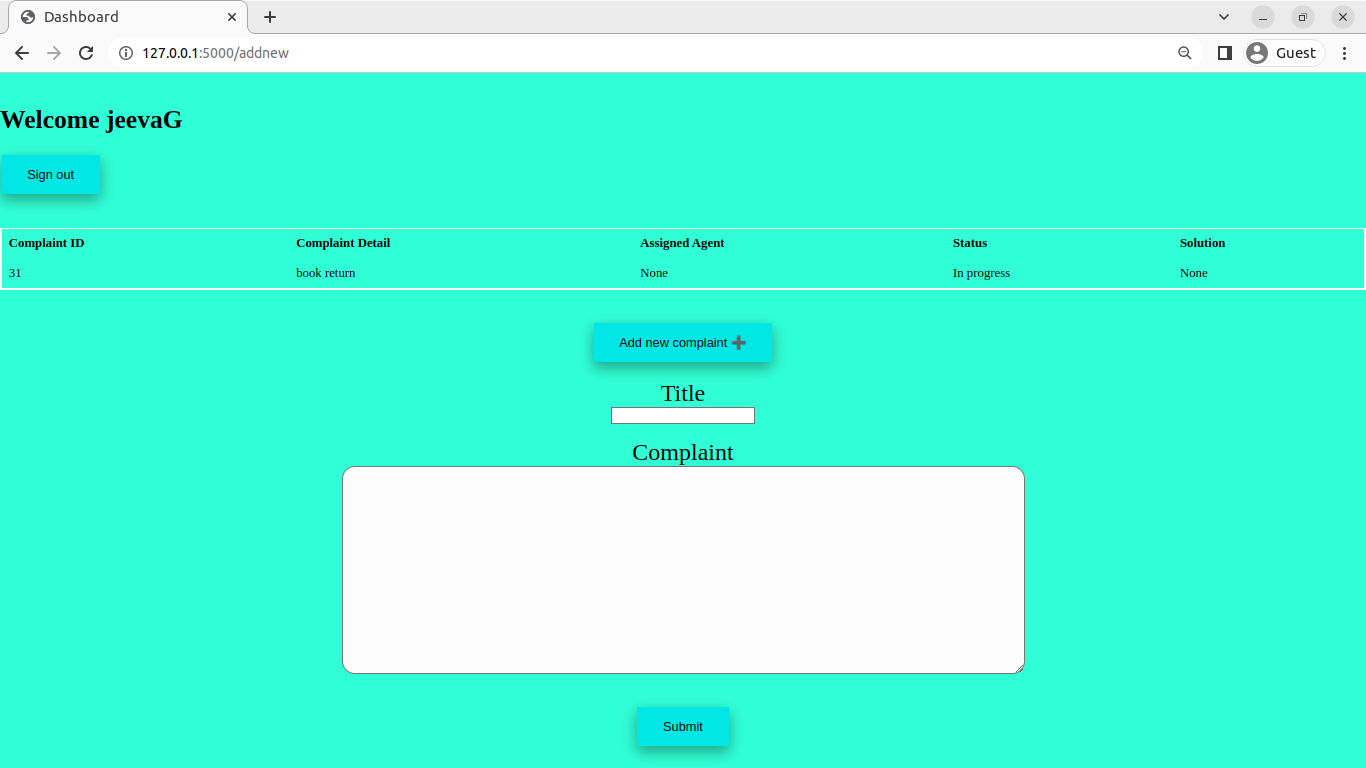 Dashboard
127.0.0.1:5000/addnew
Guest
Welcome jeevaG
Sign out
Complaint ID Complaint Detail Assigned Agent Status Solution
31 book return None In progress None
Add new complaint ➕
Title
Complaint
Submit